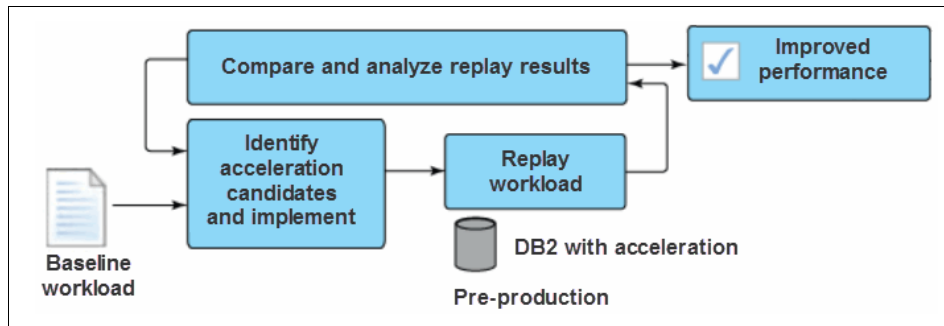 Compare and analyze replay results
Improved
performance
Identify
acceleration
candidates
and implement
Replay
workload
Baseline
workload
DB2 with acceleration
Pre-production